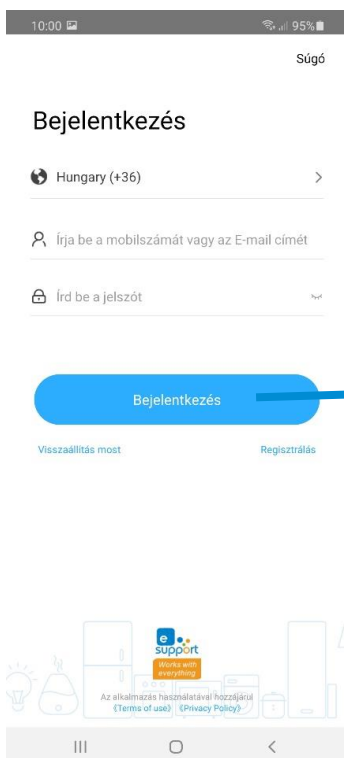 10:00 95%
Súgó
Bejelentkezés
Hungary (+36)
Írja be a mobilszámát vagy az E-mail címét
Írd be a jelszót
Bejelentkezés
Visszaállítás most Regisztrálás
e
support
Works with
everything
Az alkalmazás használatával hozzájárul
《Terms of use》 《Privacy Policy》